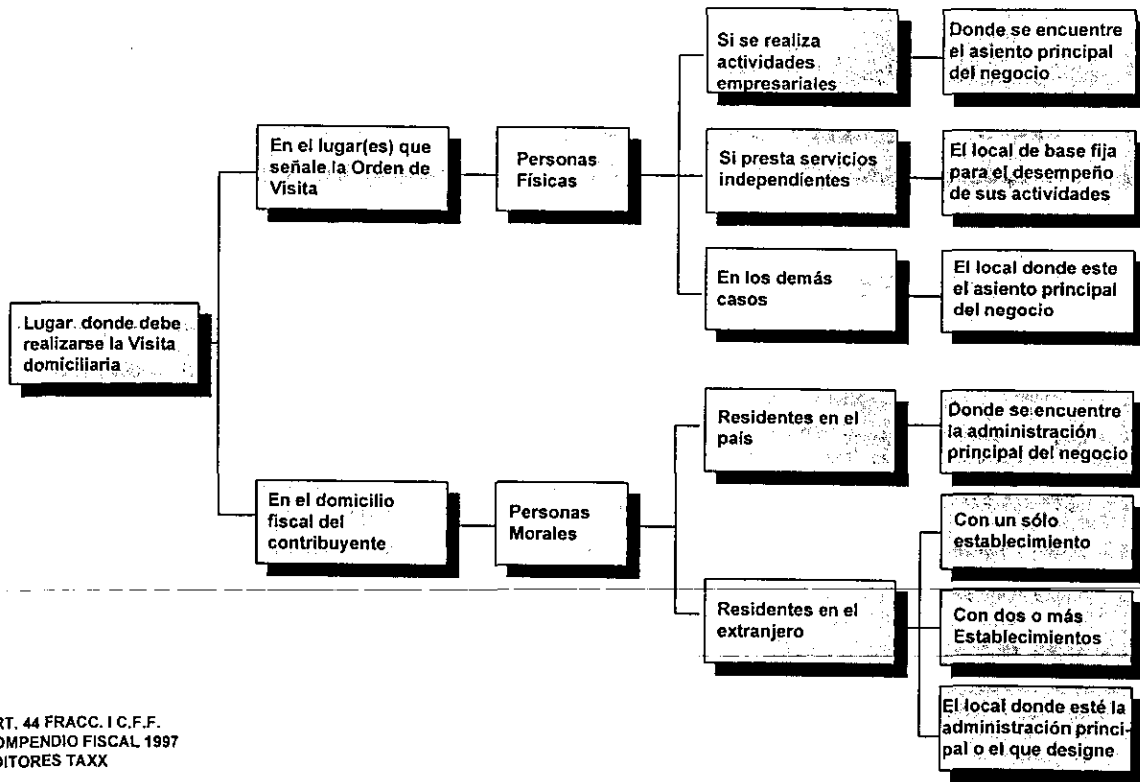 Lugar. donde debe
realizarse la Visita
domiciliaria
En el lugar(es) que
señale la Orden de
Visita
Personas
Físicas
Si se realiza
actividades
empresariales
Donde se encuentre
el asiento principal
del negocio
Si presta servicios
independientes
El local de base fija
para el desempeño
de sus actividades
En los demás
casos
El local donde este
el asiento principal
del negocio
En el domicilio
fiscal del
contribuyente
Personas
Morales
Residentes en el
país
Donde se encuentre
la administración
principal del negocio
Residentes en el
extranjero
Con un sólo
establecimiento
Con dos o más
Establecimientos
El local donde esté la
administración princi-
pal o el que designe
RT. 44 FRACC. I C.F.F.
OMPENDIO FISCAL 1997
DITORES TAXX